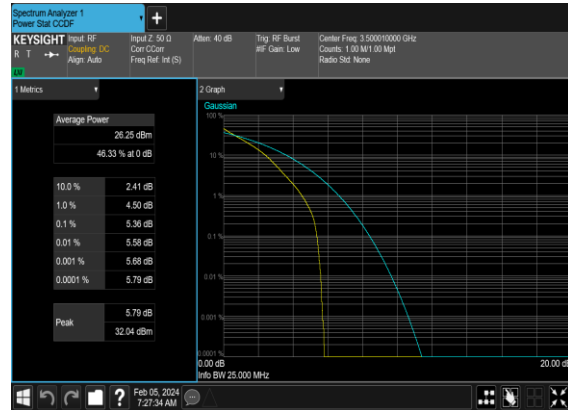 Spectrum Analyzer 1
Power Stat CCDF
KEYSIGHT
R T
LXI
Input: RF
Coupling: DC
Align: Auto
Input Z: 50 Ω
Corr CCorr
Freq Ref: Int (S)
Atten: 40 dB
Trig: RF Burst
#IF Gain: Low
Center Freq: 3.500010000 GHz
Counts: 1.00 M/1.00 Mpt
Radio Std: None
1 Metrics
Average Power
26.25 dBm
46.33 % at 0 dB
10.0 % 2.41 dB
1.0 % 4.50 dB
0.1 % 5.36 dB
0.01 % 5.58 dB
0.001 % 5.68 dB
0.0001 % 5.79 dB
Peak
5.79 dB
32.04 dBm
2 Graph
Gaussian
100 %
10 %
1 %
0.1 %
0.01 %
0.001 %
0.0001 %
0.00 dB
20.00 dB
Info BW 25.000 MHz
?
Feb 05, 2024
7:27:34 AM